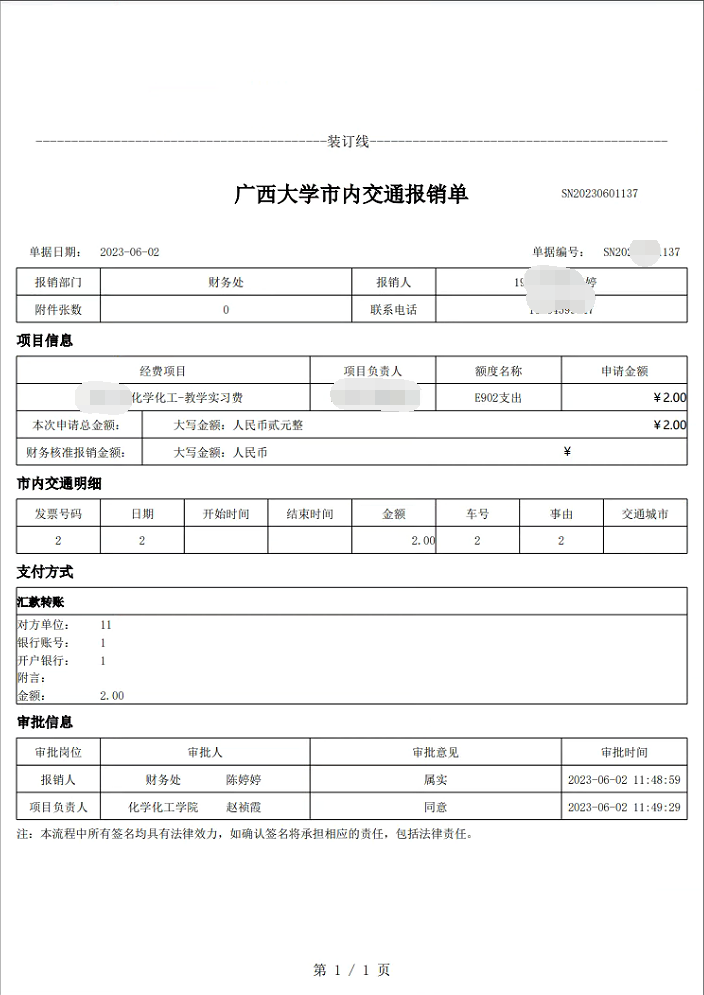 装订线
广西大学市内交通报销单
SN20230601137
单据日期: 2023-06-02 单据编号: SN202 137
报销部门 财务处 报销人 19 婷
附件张数 0 联系电话
项目信息
经费项目 项目负责人 额度名称 申请金额
化学化工-教学实习费 E902支出 ¥2.00
本次申请总金额: 大写金额: 人民币贰元整 ¥2.00
财务核准报销金额: 大写金额: 人民币 ¥
市内交通明细
发票号码 日期 开始时间 结束时间 金额 车号 事由 交通城市
2 2 2.00 2 2
支付方式
汇款转账
对方单位: 11
银行账号: 1
开户银行: 1
附言:
金额: 2.00
审批信息
审批岗位 审批人 审批意见 审批时间
报销人 财务处 陈婷婷 属实 2023-06-02 11:48:59
项目负责人 化学化工学院 赵祯霞 同意 2023-06-02 11:49:29
注: 本流程中所有签名均具有法律效力, 如确认签名将承担相应的责任, 包括法律责任。
第 1 / 1 页